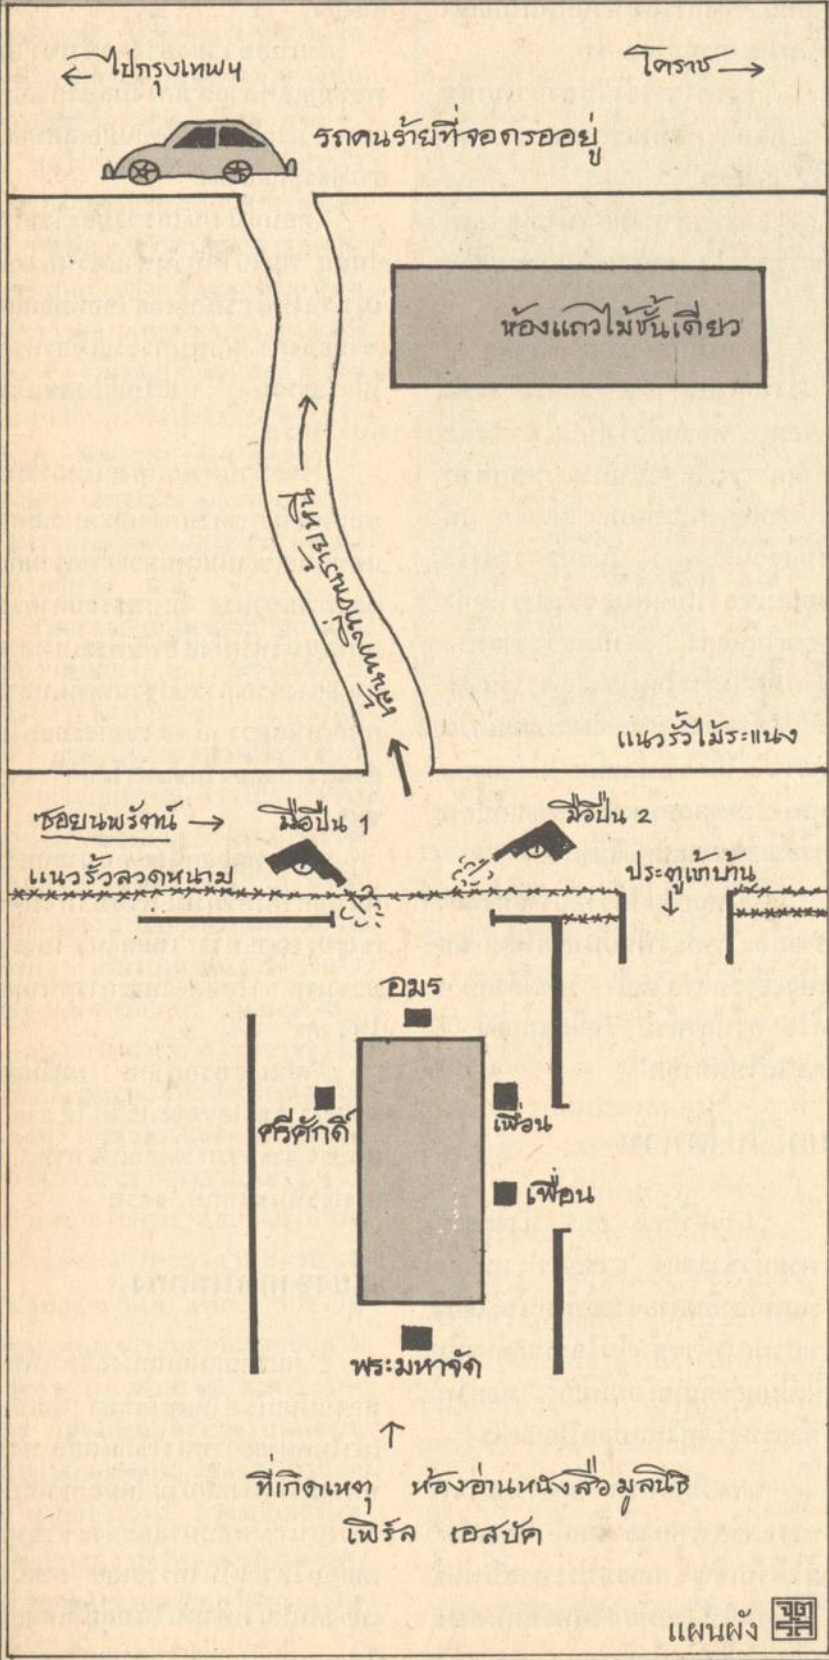 ← ไปกรุงเทพฯ
โคราช →
รถคนร้ายที่จอดรออยู่
ห้องแถวไม้ชั้นเดียว
เส้นทางที่คนร้ายหนี
แนวรั้วไม้ระแนง
ซอยนพรัตน์ →
มือปืน 1
มือปืน 2
แนวรั้วลวดหนาม
ประตูเข้าบ้าน
อมร
ศรีศักดิ์
เพื่อน
เพื่อน
พระมหาจัด
ที่เกิดเหตุ ห้องอ่านหนังสือมูลนิธิ
เพิร์ล เอสบัค
แผนผัง